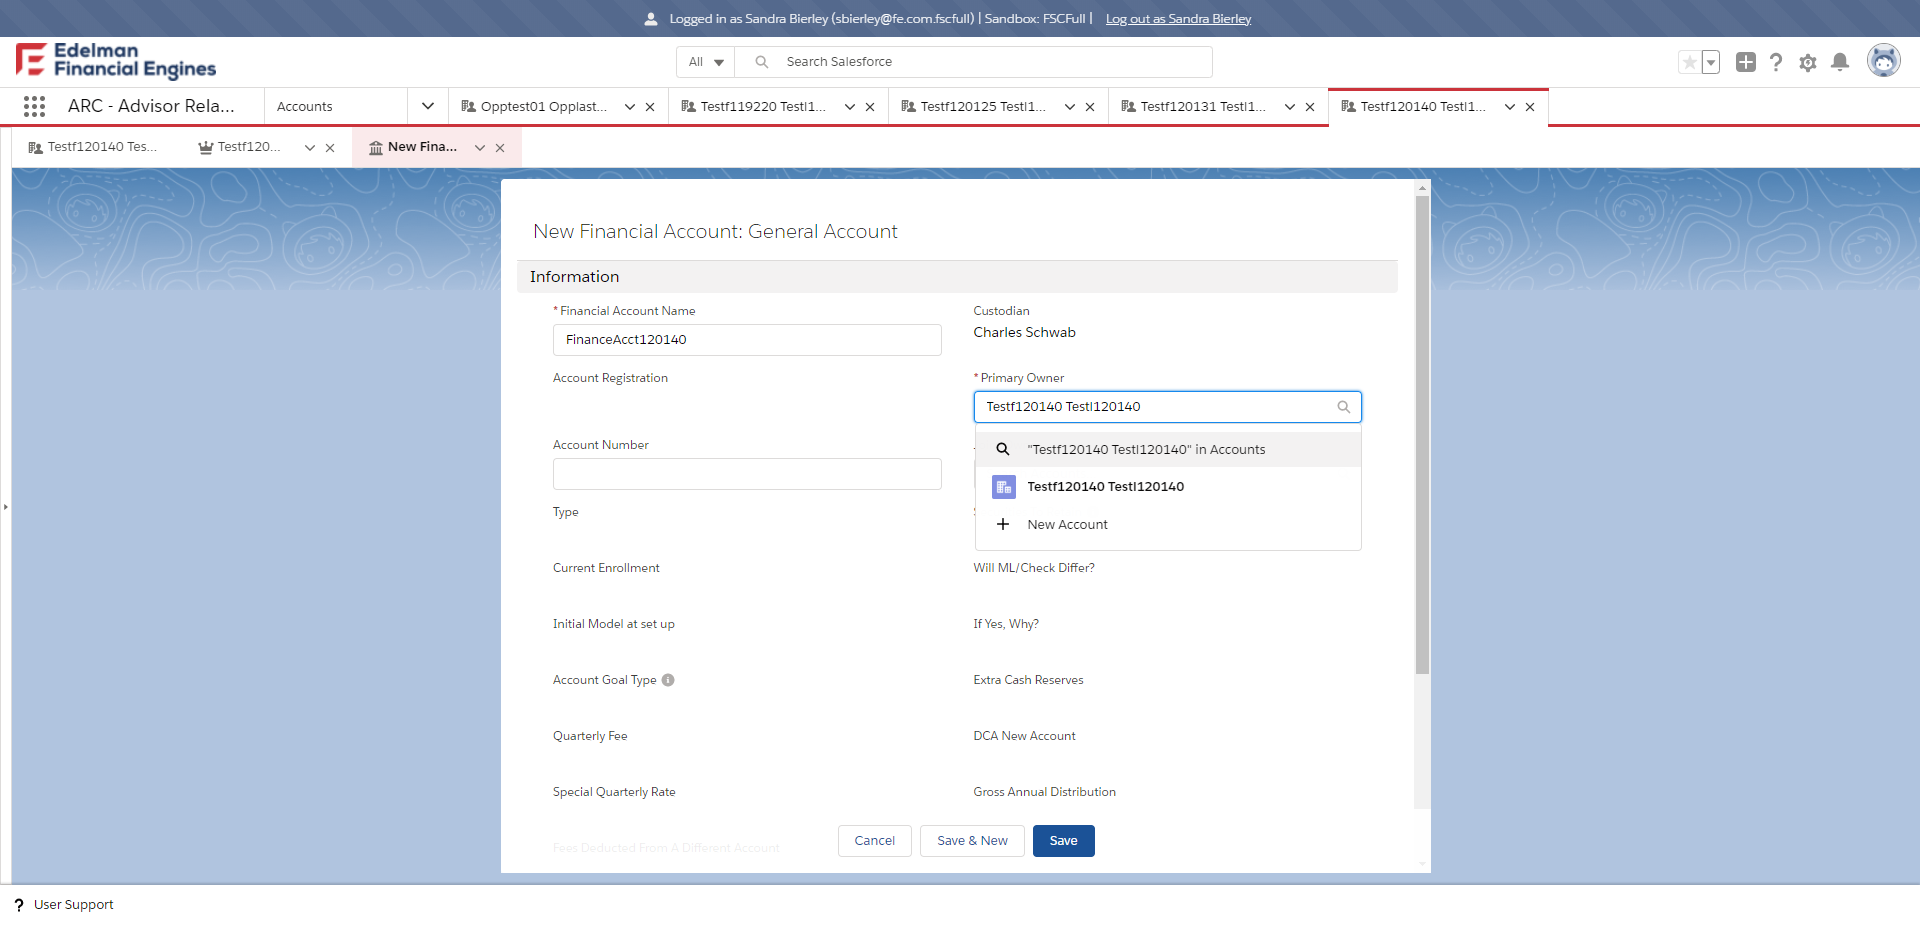 Logged in as Sandra Bierley (sbierley@fe.com.fscfull) | Sandbox: FSCFull | Log out as Sandra Bierley
Edelman
Financial Engines
All
Search Salesforce
ARC - Advisor Rela...
Accounts
Opptest01 Opplast...
Testf119220 Testl1...
Testf120125 Testl1...
Testf120131 Testl1...
Testf120140 Testl1...
Testf120140 Tes...
Testf120...
New Fina...
New Financial Account: General Account
Information
* Financial Account Name
FinanceAcct120140
Custodian
Charles Schwab
Account Registration
* Primary Owner
Testf120140 Testl120140
"Testf120140 Testl120140" in Accounts
Testf120140 Testl120140
+ New Account
Account Number
Type
Current Enrollment
Will ML/Check Differ?
Initial Model at set up
If Yes, Why?
Account Goal Type
Extra Cash Reserves
Quarterly Fee
DCA New Account
Special Quarterly Rate
Gross Annual Distribution
Fees Deducted From A Different Account
Cancel
Save & New
Save
? User Support